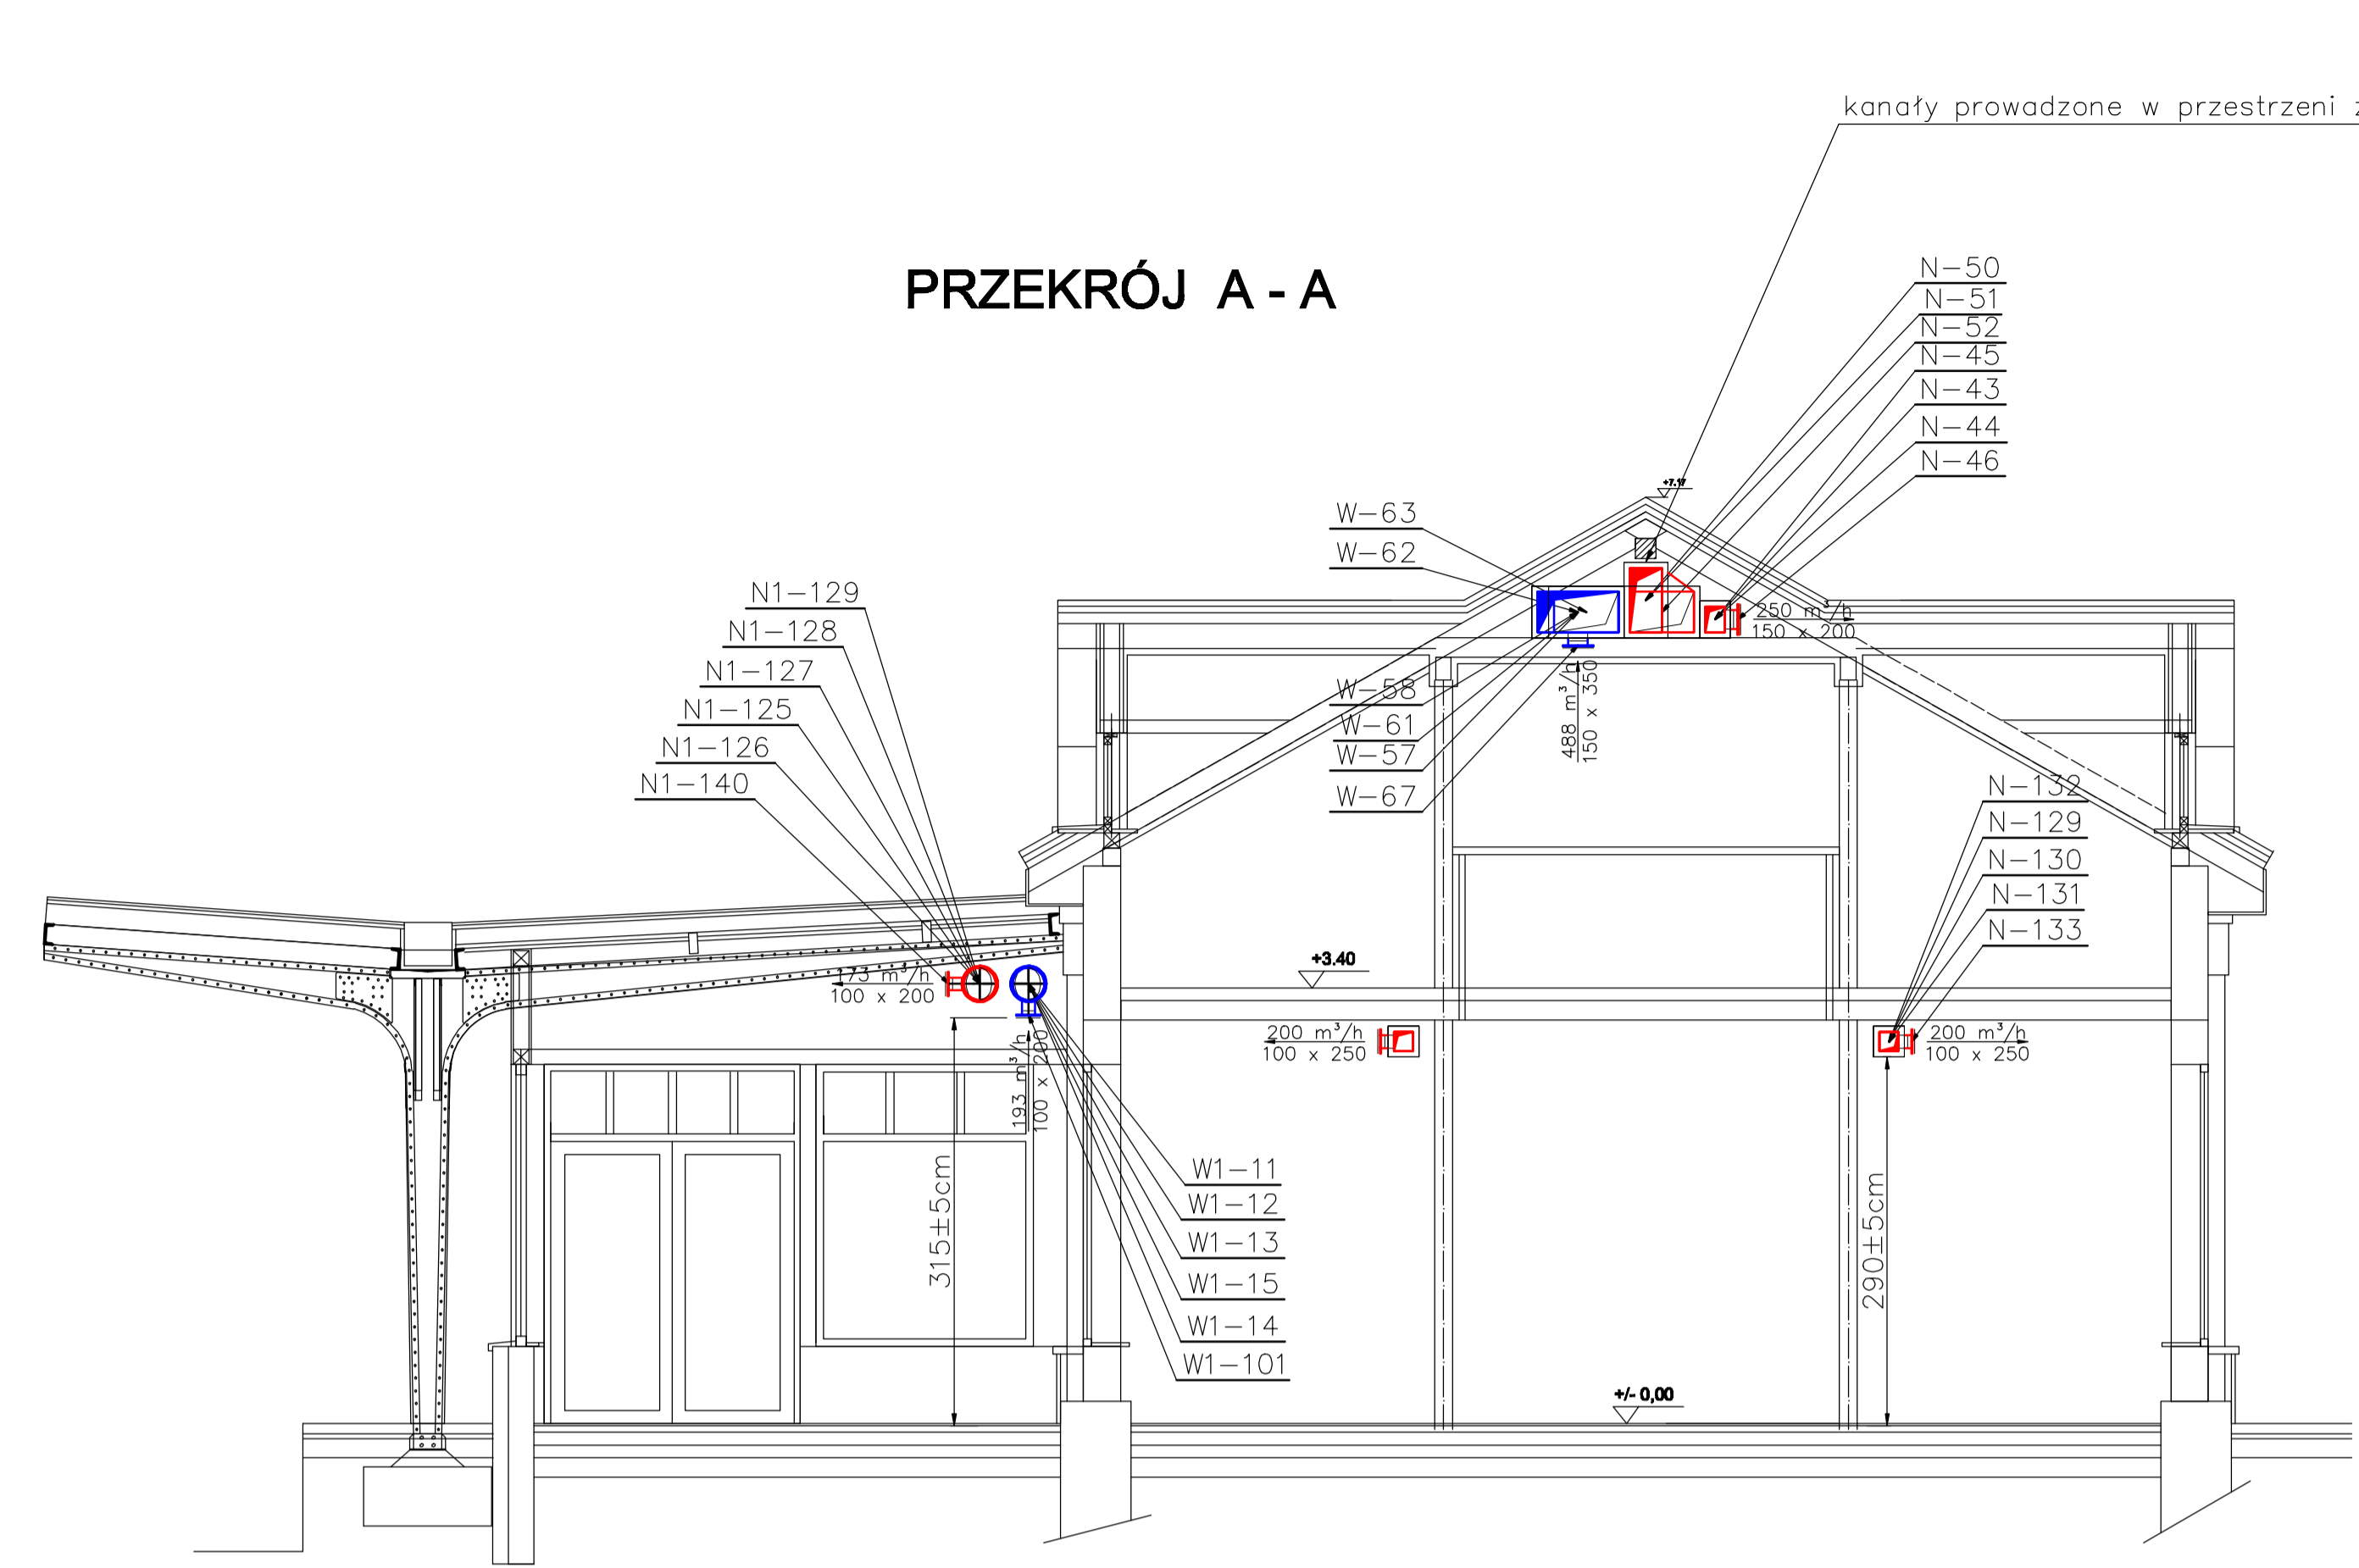 kanały prowadzone w przestrzeni
PRZEKRÓJ A - A
N-50
N-51
N-52
N-45
N-43
N-44
N-46
+7.17
W-63
W-62
N1-129
N1-128
N1-127
N1-125
N1-126
N1-140
250 m³/h
150 x 200
W-58
W-61
W-57
W-67
488 m³/h
150 x 350
N-132
N-129
N-130
N-131
N-133
+3.40
173 m³/h
100 x 200
200 m³/h
100 x 250
200 m³/h
100 x 250
193 m³/h
100 x 200
315±5cm
290±5cm
W1-11
W1-12
W1-13
W1-15
W1-14
W1-101
+/- 0,00